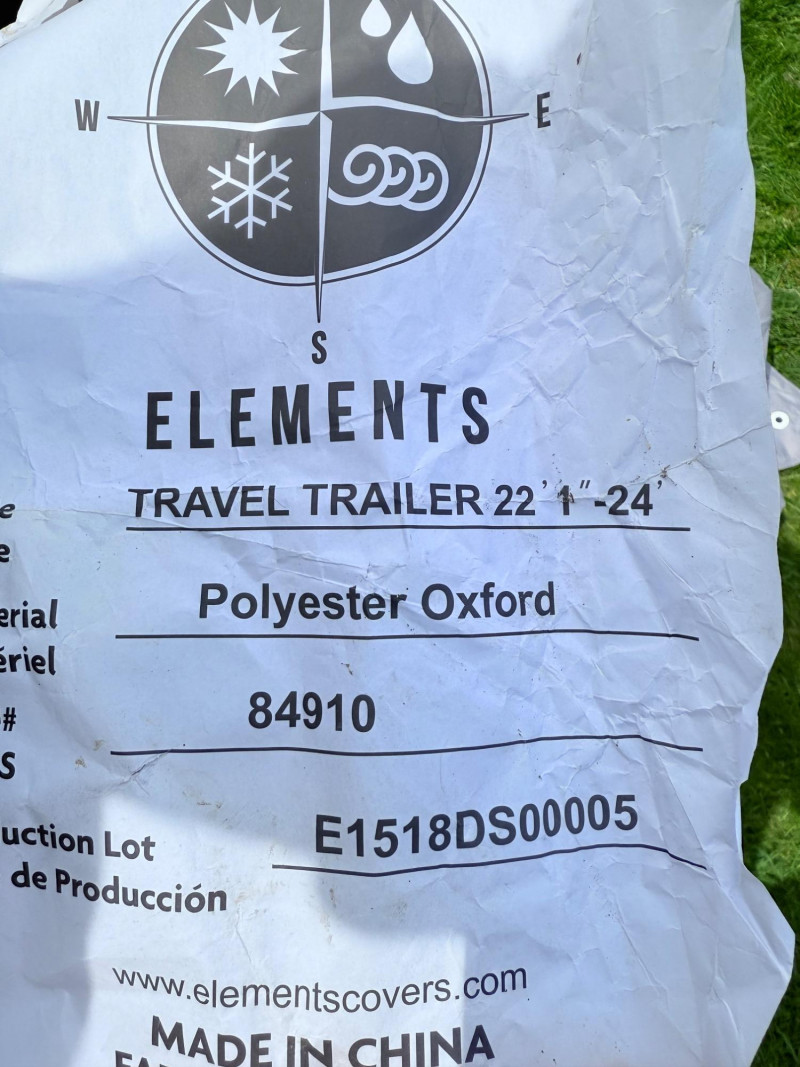 W E
S
ELEMENTS
e TRAVEL TRAILER 22'1"-24'
e
erial Polyester Oxford
ériel
# 84910
S
uction Lot E1518DS00005
de Producción
www.elementscovers.com
MADE IN CHINA